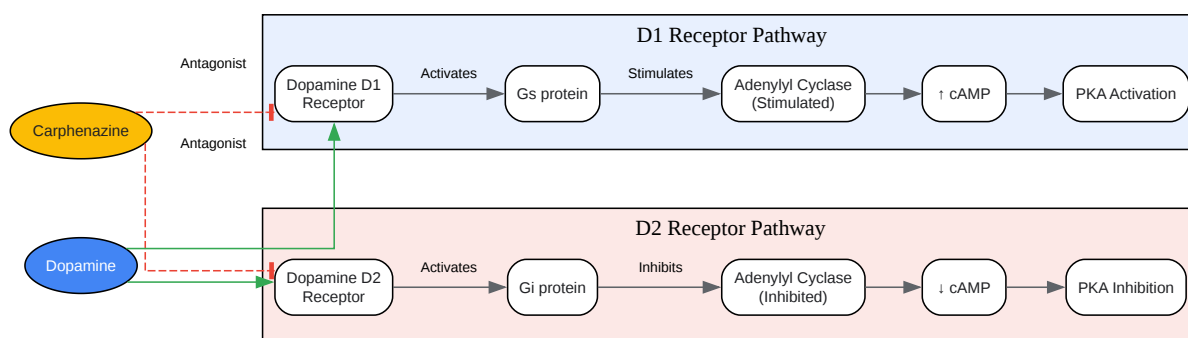 D1 Receptor Pathway
Antagonist
Activates
Stimulates
Dopamine D1
Receptor
Gs protein
Adenylyl Cyclase
(Stimulated)
↑ cAMP
PKA Activation
Carphenazine
Antagonist
D2 Receptor Pathway
Dopamine
Activates
Inhibits
Dopamine D2
Receptor
Gi protein
Adenylyl Cyclase
(Inhibited)
↓ cAMP
PKA Inhibition